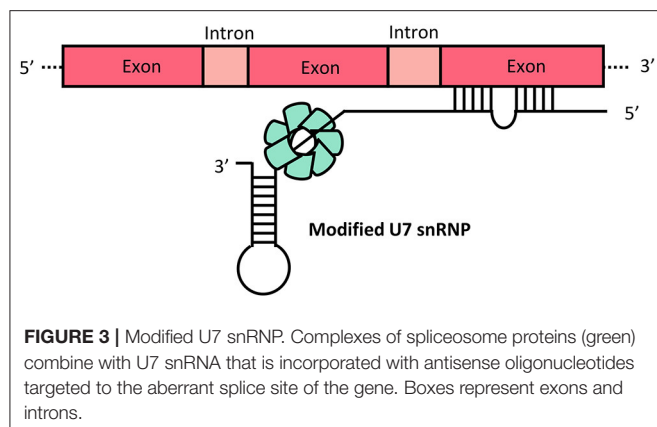 Intron Intron
5’ Exon Exon Exon 3’
5’
3’
Modified U7 snRNP
FIGURE 3 | Modified U7 snRNP. Complexes of spliceosome proteins (green)
combine with U7 snRNA that is incorporated with antisense oligonucleotides
targeted to the aberrant splice site of the gene. Boxes represent exons and
introns.